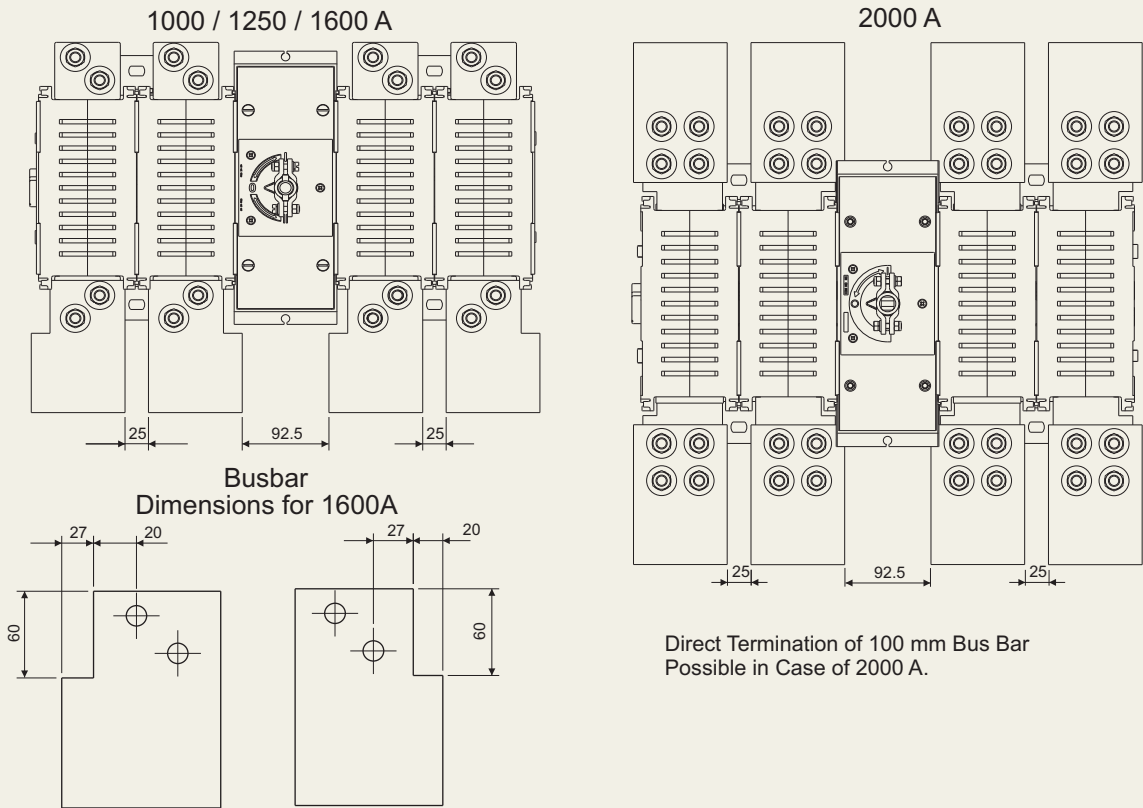 1000 / 1250 / 1600 A
2000 A
25
92.5
25
Busbar
Dimensions for 1600A
27
20
27
20
60
60
25
92.5
25
Direct Termination of 100 mm Bus Bar
Possible in Case of 2000 A.